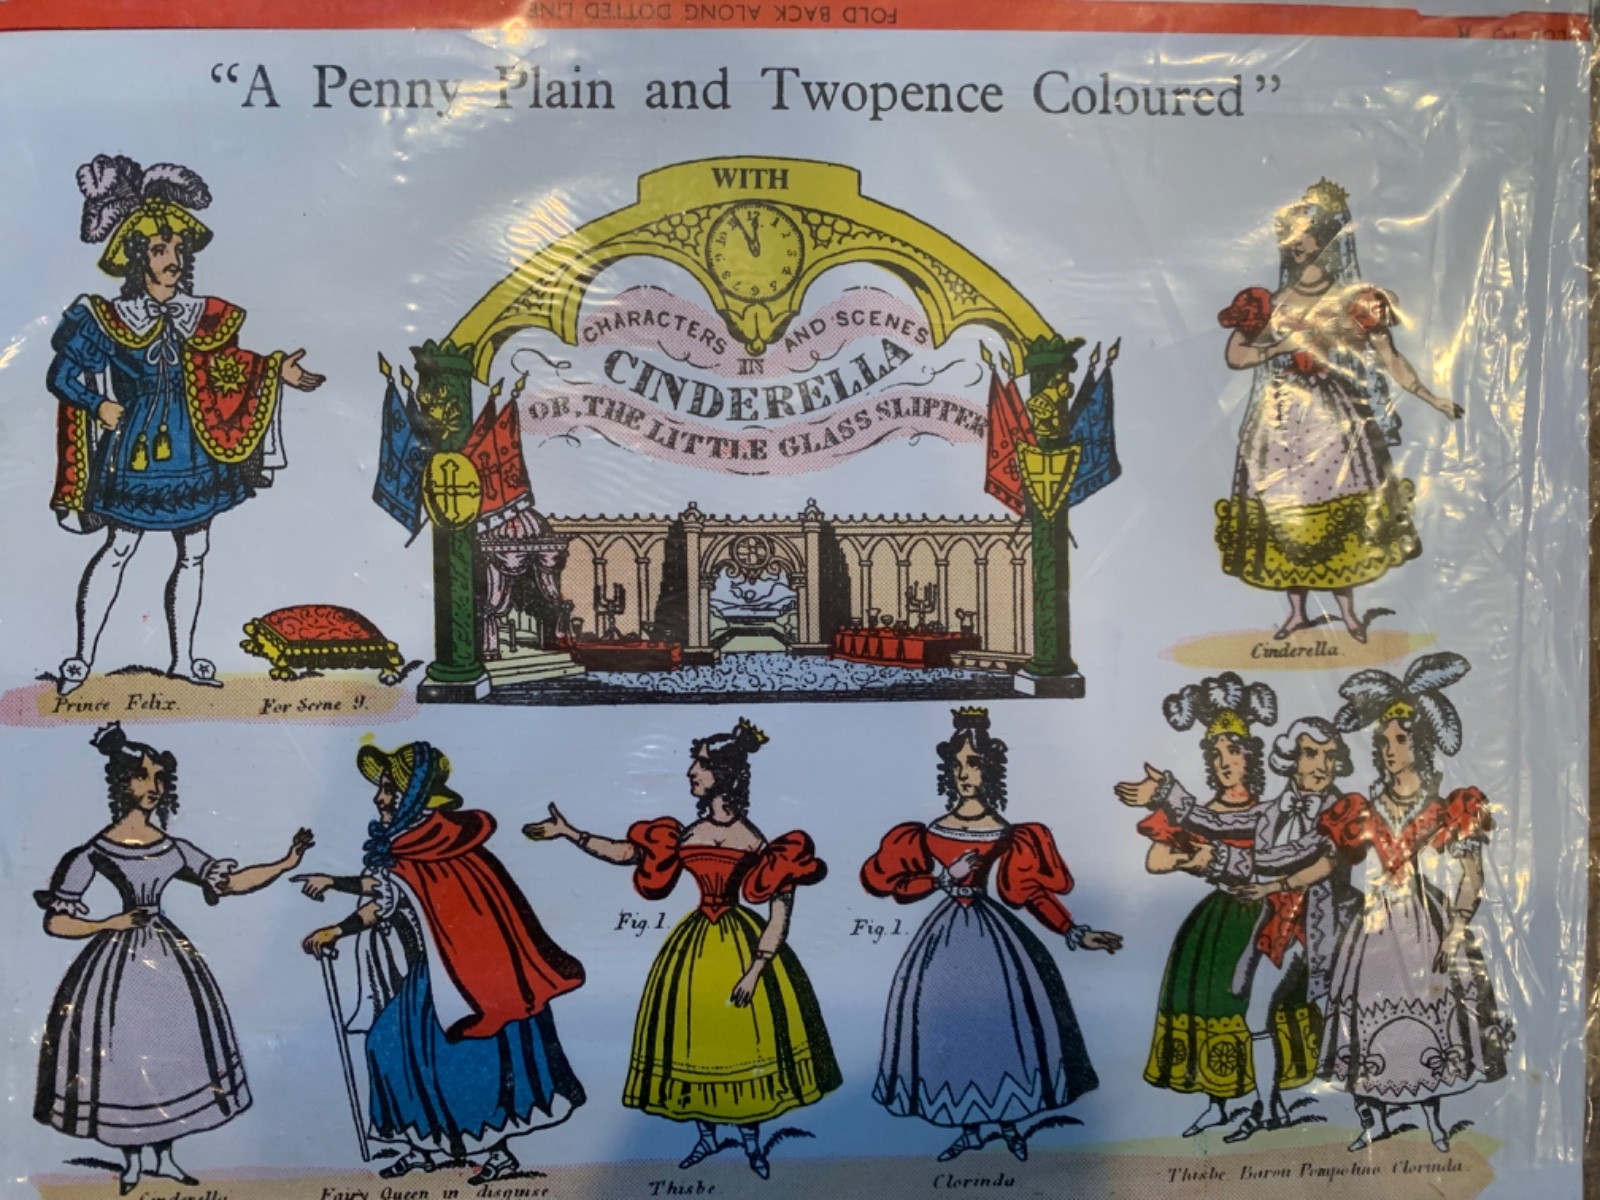 FOLD BACK ALONG DOTTED LINE
“A Penny Plain and Twopence Coloured”
WITH
CHARACTERS AND SCENES
IN
CINDERELLA
OR, THE LITTLE GLASS SLIPPER
Prince Felix. For Scene 9.
Cinderella.
Fig. 1. Fig. 1.
Cinderella Fairy Queen in disguise Thisbe Clorinda Thisbe Baron Pompolino Clorinda.